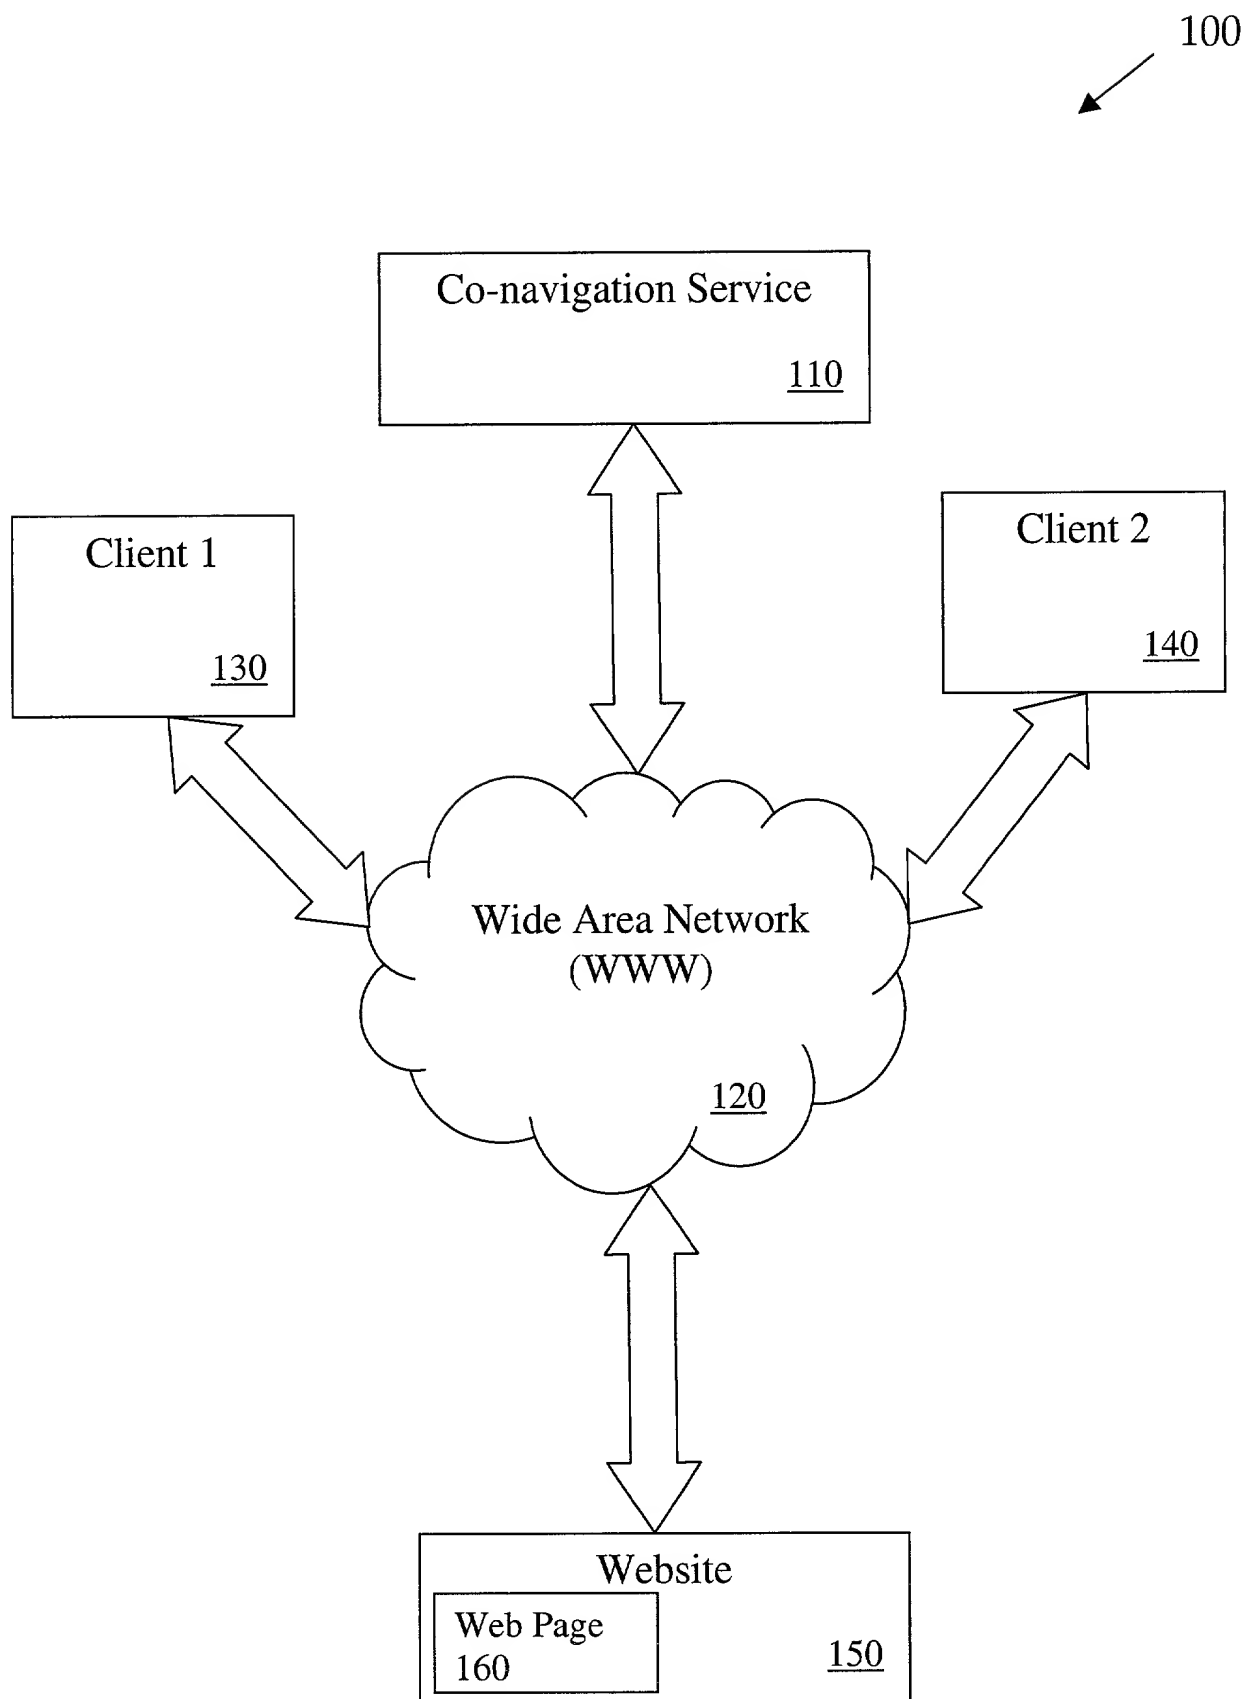 100
Co-navigation Service
110
Client 1
130
Client 2
140
Wide Area Network
(WWW)
120
Website
Web Page
160
150